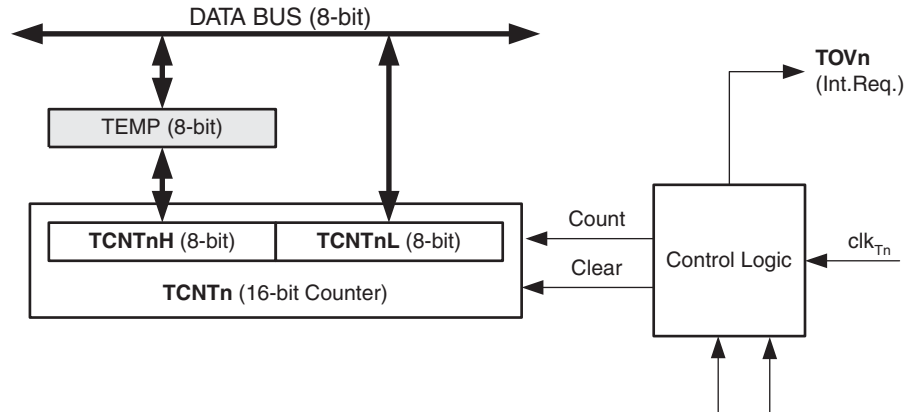 DATA BUS (8-bit)
TOVn
(Int.Req.)
TEMP (8-bit)
TCNTnH (8-bit)
TCNTnL (8-bit)
Count
Clear
TCNTn (16-bit Counter)
Control Logic
clkTn